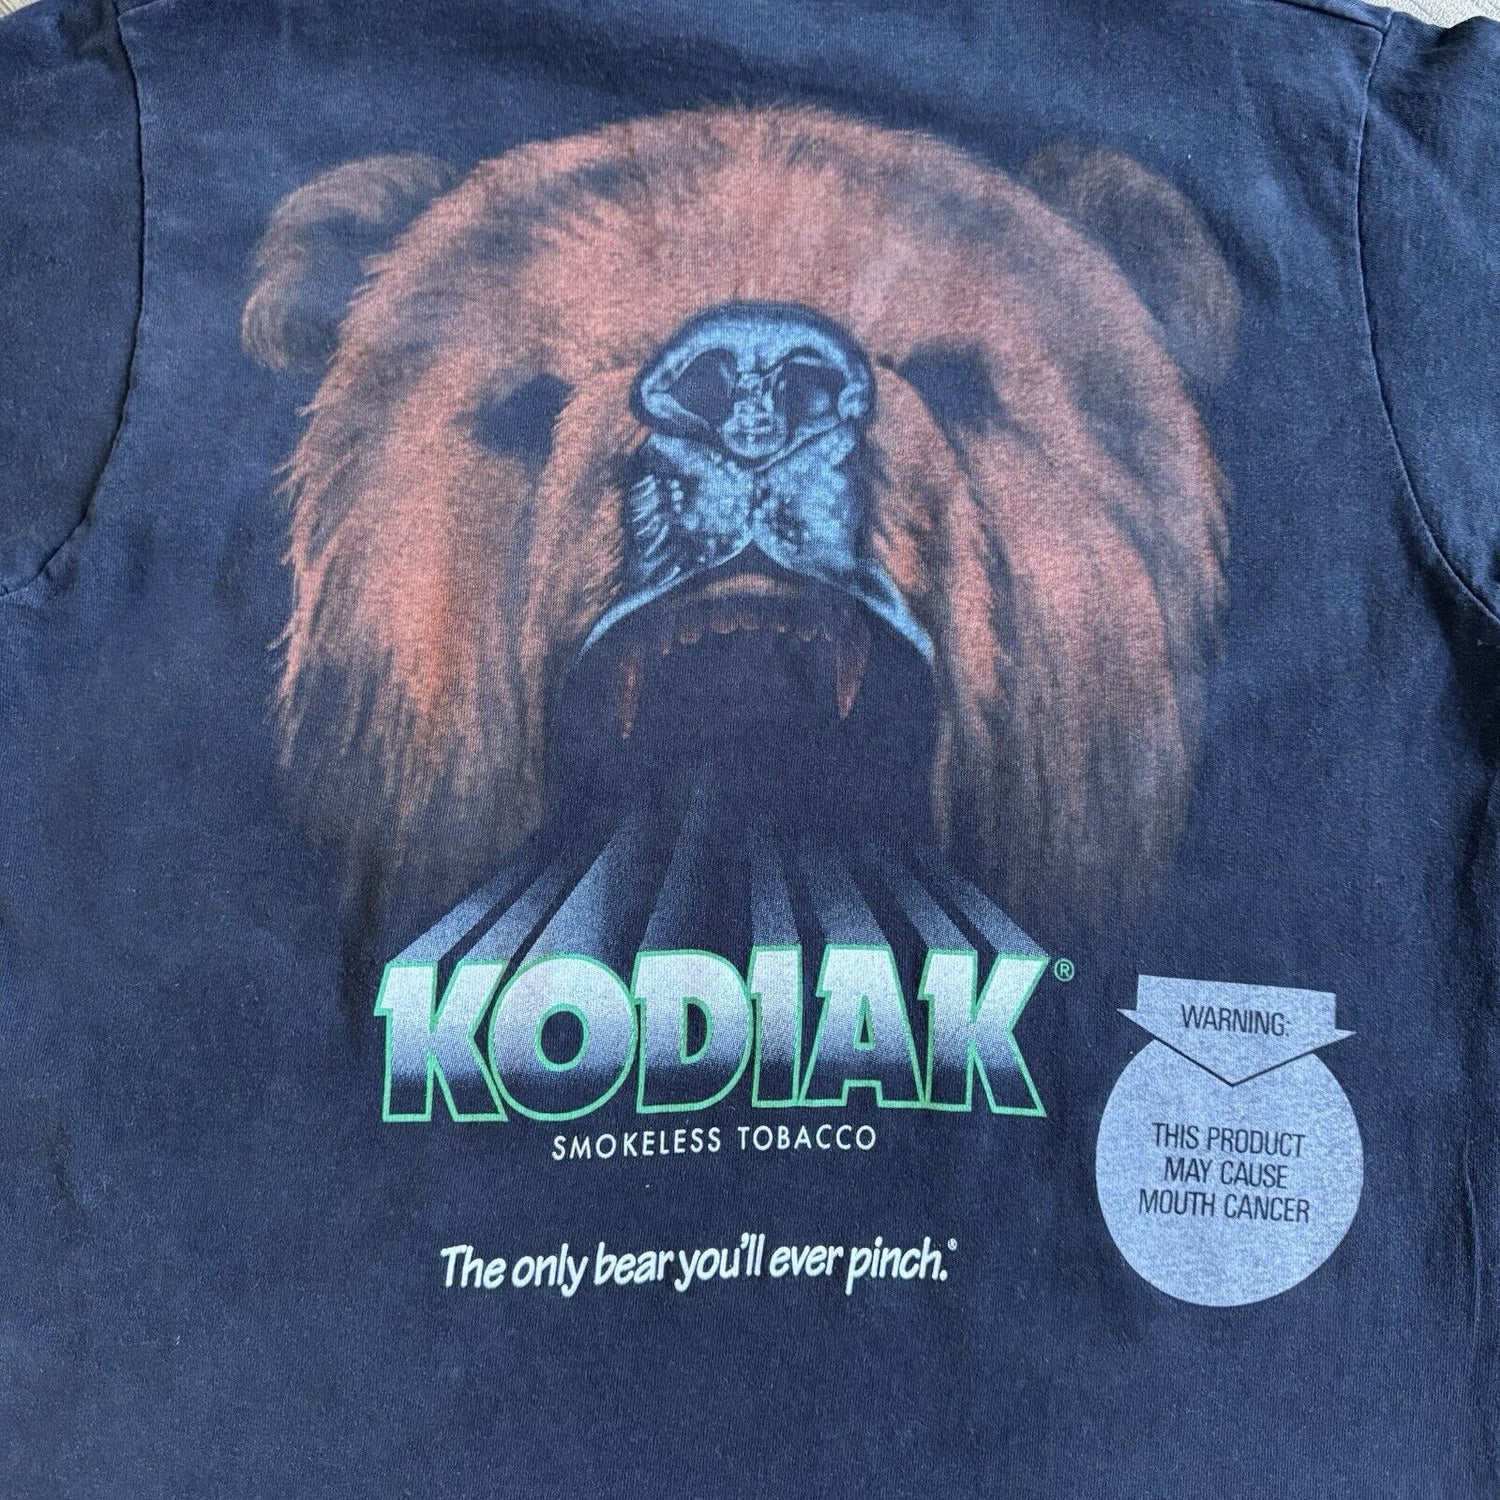 KODIAK®
SMOKELESS TOBACCO
The only bear you'll ever pinch.®
WARNING:
THIS PRODUCT
MAY CAUSE
MOUTH CANCER